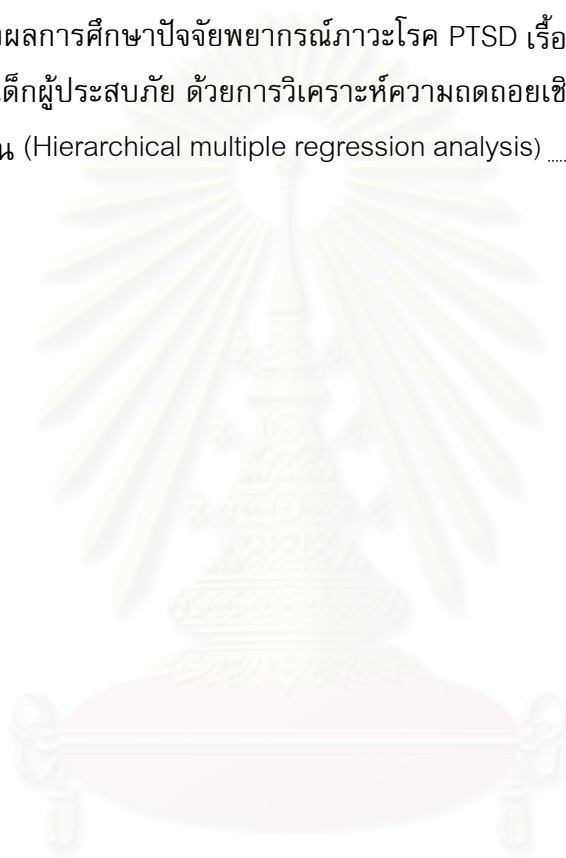 งผลการศึกษาปัจจัยพยากรณ์ภาวะโรค PTSD เรื้อ
ด็กผู้ประสบภัย ด้วยการวิเคราะห์ความถดถอยเชิ
น (Hierarchical multiple regression analysis) ......